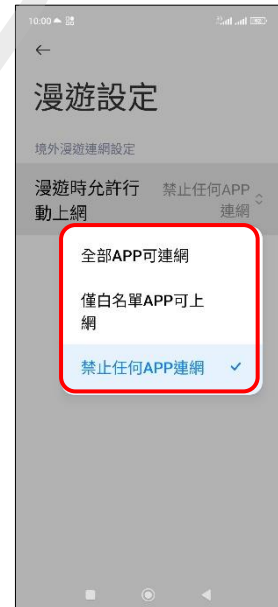 10:00
漫遊設定
境外漫遊連網設定
漫遊時允許行
動上網
禁止任何APP
連網
全部APP可連網
僅白名單APP可上
網
禁止任何APP連網